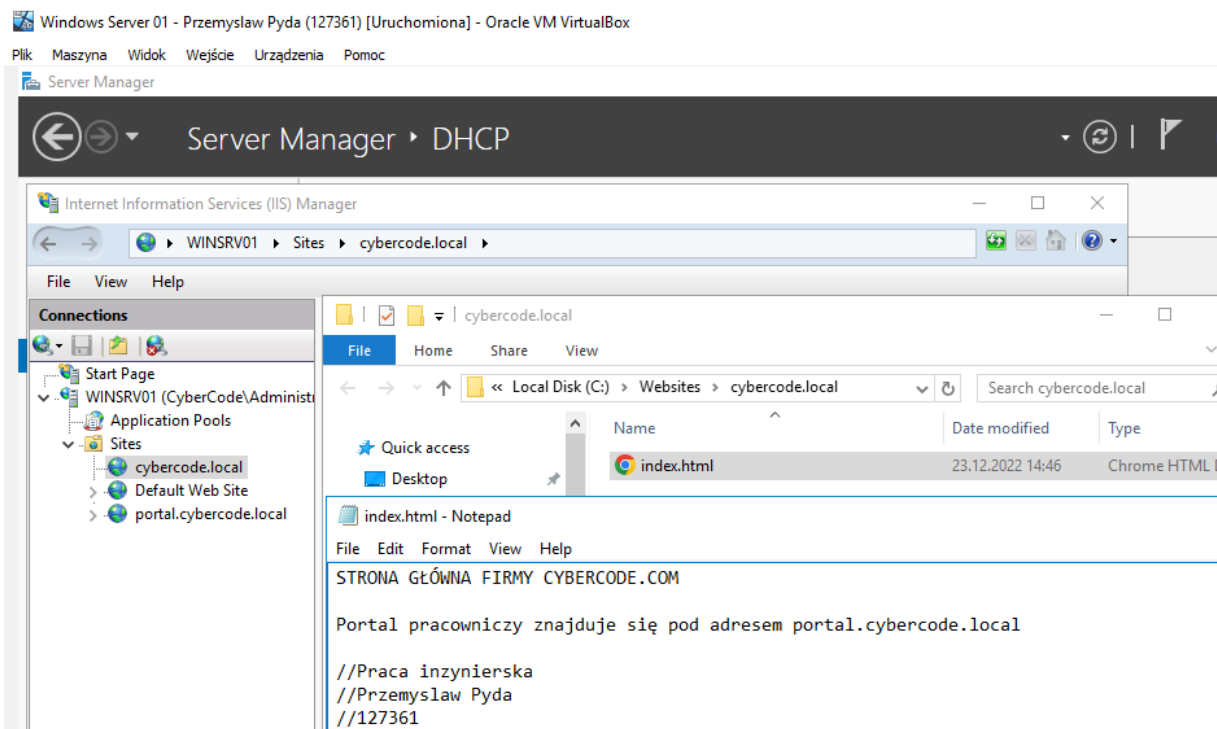 Windows Server 01 - Przemyslaw Pyda (127361) [Uruchomiona] - Oracle VM VirtualBox
Plik Maszyna Widok Wejście Urządzenia Pomoc
Server Manager
Server Manager ‣ DHCP
Internet Information Services (IIS) Manager
WINSRV01 Sites cybercode.local
File View Help
Connections
Start Page
WINSRV01 (CyberCode\Administr
Application Pools
Sites
cybercode.local
Default Web Site
portal.cybercode.local
cybercode.local
File Home Share View
« Local Disk (C:) › Websites › cybercode.local
Search cybercode.local
Name Date modified Type
Quick access
Desktop
index.html 23.12.2022 14:46 Chrome HTML
index.html - Notepad
File Edit Format View Help
STRONA GŁÓWNA FIRMY CYBERCODE.COM
Portal pracowniczy znajduje się pod adresem portal.cybercode.local
//Praca inzynierska
//Przemyslaw Pyda
//127361